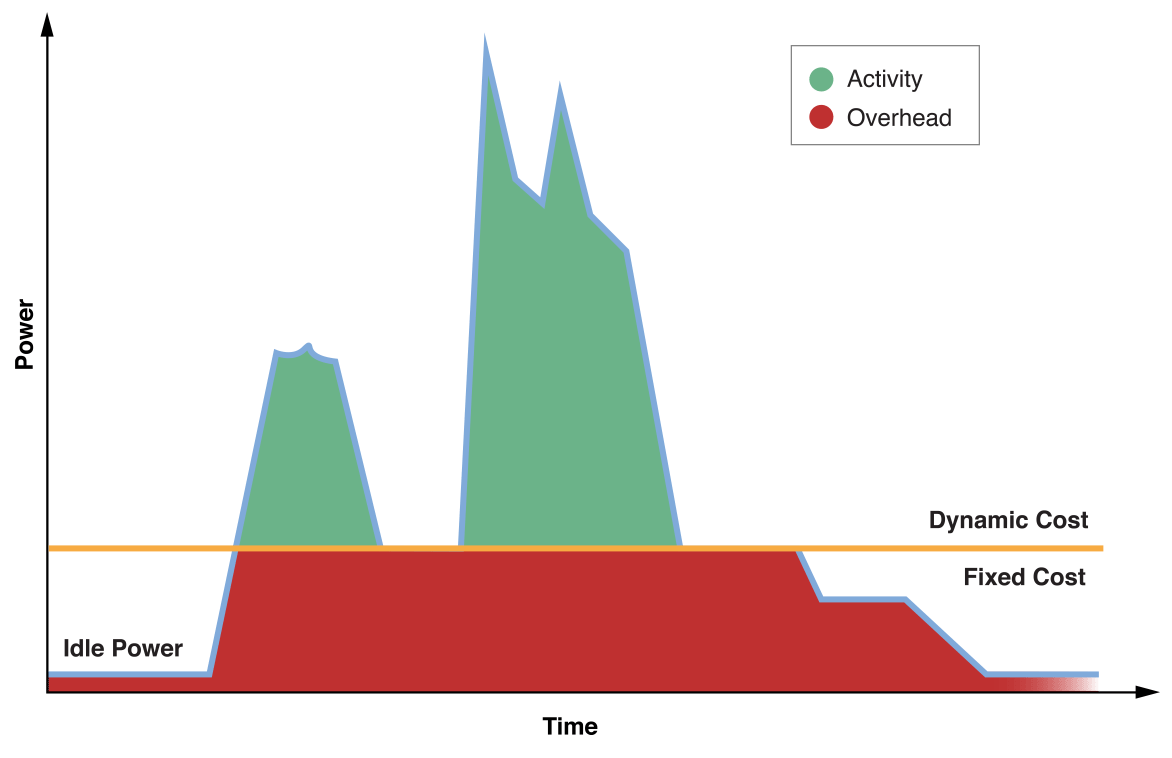 Activity
Overhead
Power
Dynamic Cost
Fixed Cost
Idle Power
Time